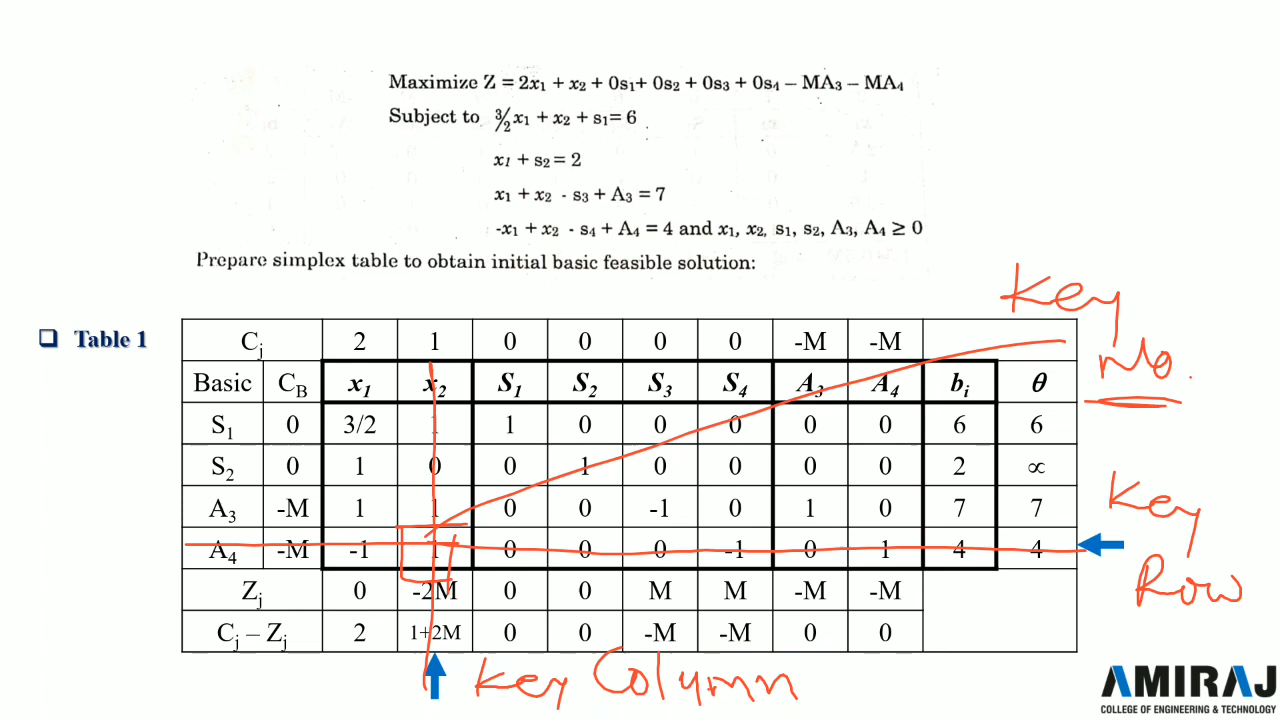 Maximize Z = 2x₁ + x₂ + 0s₁+ 0s₂ + 0s₃ + 0s₄ – MA₃ – MA₄
Subject to 3/2 x₁ + x₂ + s₁= 6
x₁ + s₂ = 2
x₁ + x₂ - s₃ + A₃ = 7
-x₁ + x₂ - s₄ + A₄ = 4 and x₁, x₂, s₁, s₂, A₃, A₄ ≥ 0
Prepare simplex table to obtain initial basic feasible solution:
Key
No.
❑ Table 1
Cⱼ 2 1 0 0 0 0 -M -M
Basic C_B x₁ x₂ S₁ S₂ S₃ S₄ A₃ A₄ bᵢ θ
S₁ 0 3/2 1 1 0 0 0 0 0 6 6
S₂ 0 1 0 0 1 0 0 0 0 2 ∝
A₃ -M 1 1 0 0 -1 0 1 0 7 7
A₄ -M -1 1 0 0 0 -1 0 1 4 4
Zⱼ 0 -2M 0 0 M M -M -M
Cⱼ – Zⱼ 2 1+2M 0 0 -M -M 0 0
Key
Row
Key Column
AMIRAJ
COLLEGE OF ENGINEERING & TECHNOLOGY